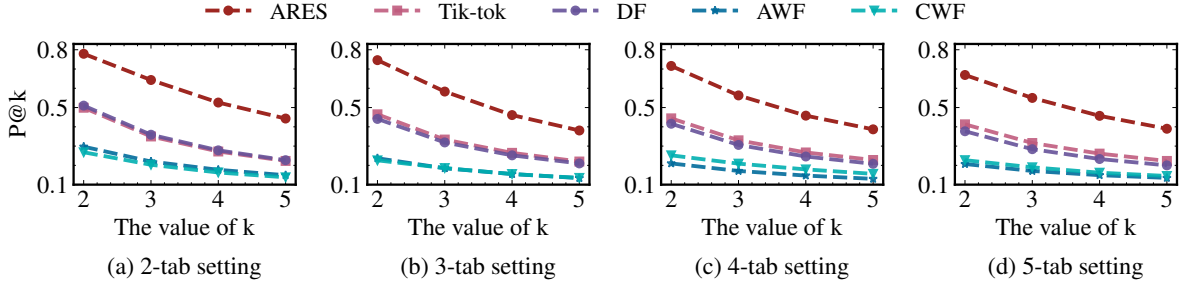 ARES Tik-tok DF AWF CWF
P@k
0.8
0.5
0.1
2 3 4 5
The value of k
(a) 2-tab setting
0.8
0.5
0.1
2 3 4 5
The value of k
(b) 3-tab setting
0.8
0.5
0.1
2 3 4 5
The value of k
(c) 4-tab setting
0.8
0.5
0.1
2 3 4 5
The value of k
(d) 5-tab setting